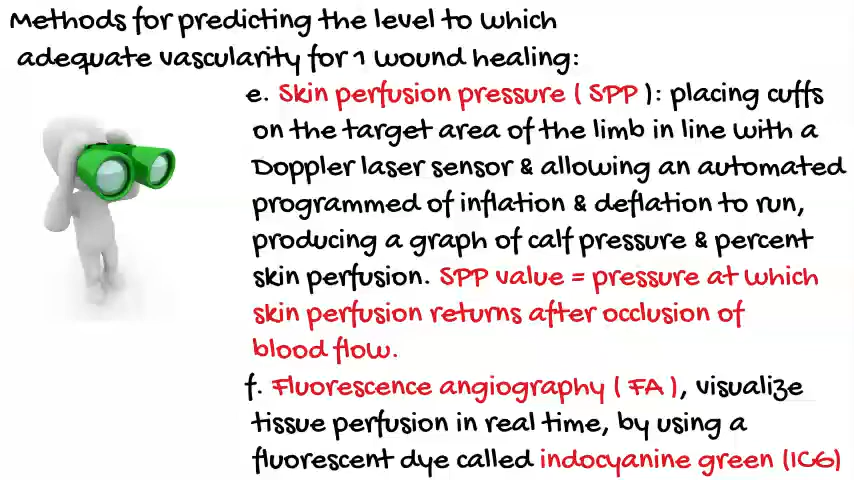 Methods for predicting the level to which
adequate vascularity for 1 wound healing:
e. Skin perfusion pressure ( SPP ): placing cuffs
on the target area of the limb in line with a
Doppler laser sensor & allowing an automated
programmed of inflation & deflation to run,
producing a graph of calf pressure & percent
skin perfusion. SPP value = pressure at which
skin perfusion returns after occlusion of
blood flow.
f. Fluorescence angiography ( FA ), visualize
tissue perfusion in real time, by using a
fluorescent dye called indocyanine green (ICG)